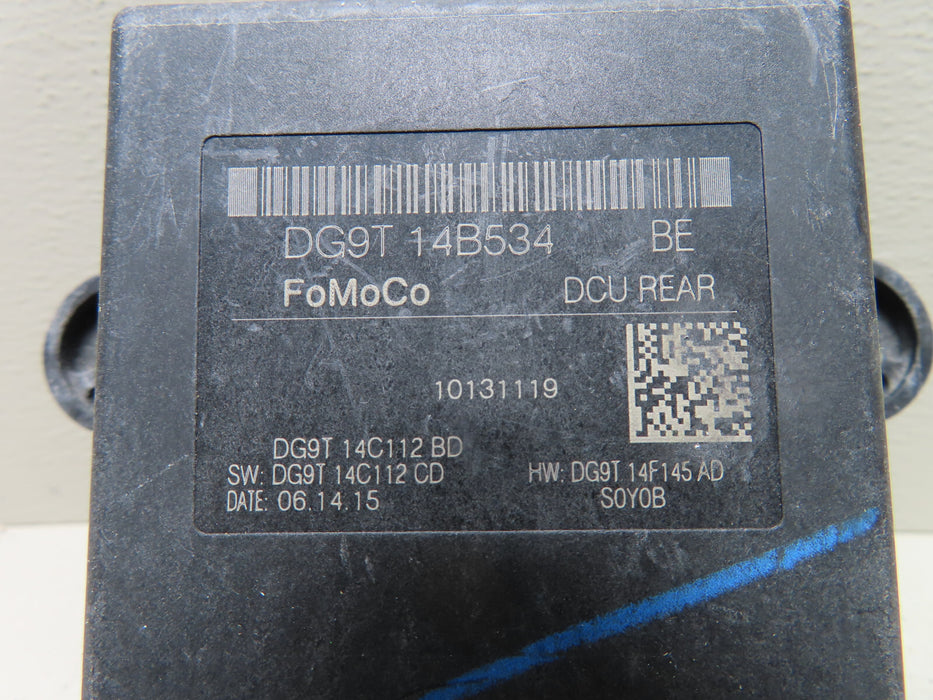 DG9T 14B534 BE
FoMoCo DCU REAR
10131119
DG9T 14C112 BD
SW: DG9T 14C112 CD HW: DG9T 14F145 AD
DATE: 06.14.15 S0Y0B